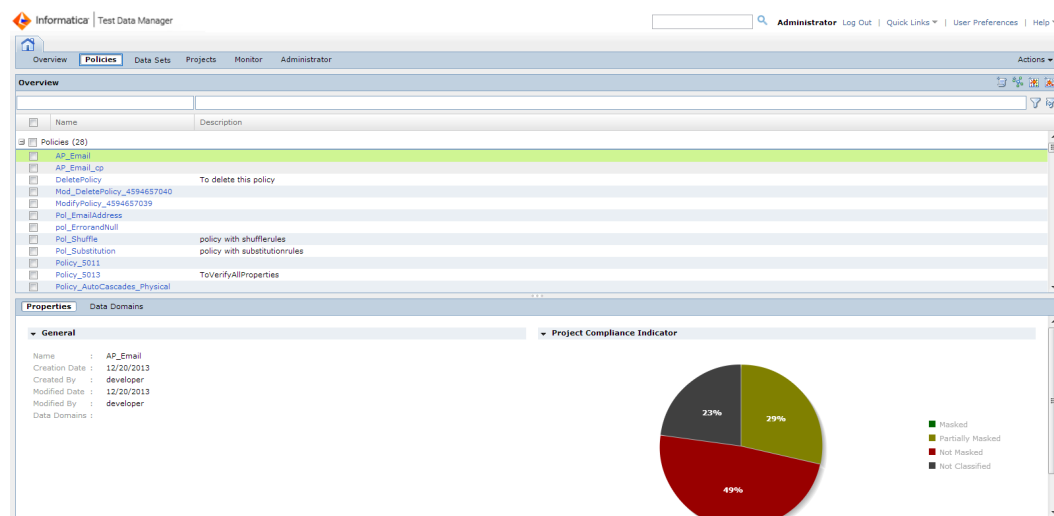 Informatica Test Data Manager
Administrator Log Out | Quick Links | User Preferences | Help
Overview Policies Data Sets Projects Monitor Administrator Actions
Overview
Name Description
Policies (28)
AP_Email
AP_Email_cp
DeletePolicy To delete this policy
Mod_DeletePolicy_4594657040
ModifyPolicy_4594657039
Pol_EmailAddress
pol_ErrorandNull
Pol_Shuffle policy with shufflerules
Pol_Substitution policy with substitutionrules
Policy_5011
Policy_5013 ToVerifyAllProperties
Policy_AutoCascades_Physical
Properties Data Domains
General
Name : AP_Email
Creation Date : 12/20/2013
Created By : developer
Modified Date : 12/20/2013
Modified By : developer
Data Domains :
Project Compliance Indicator
23%
29%
49%
Masked
Partially Masked
Not Masked
Not Classified